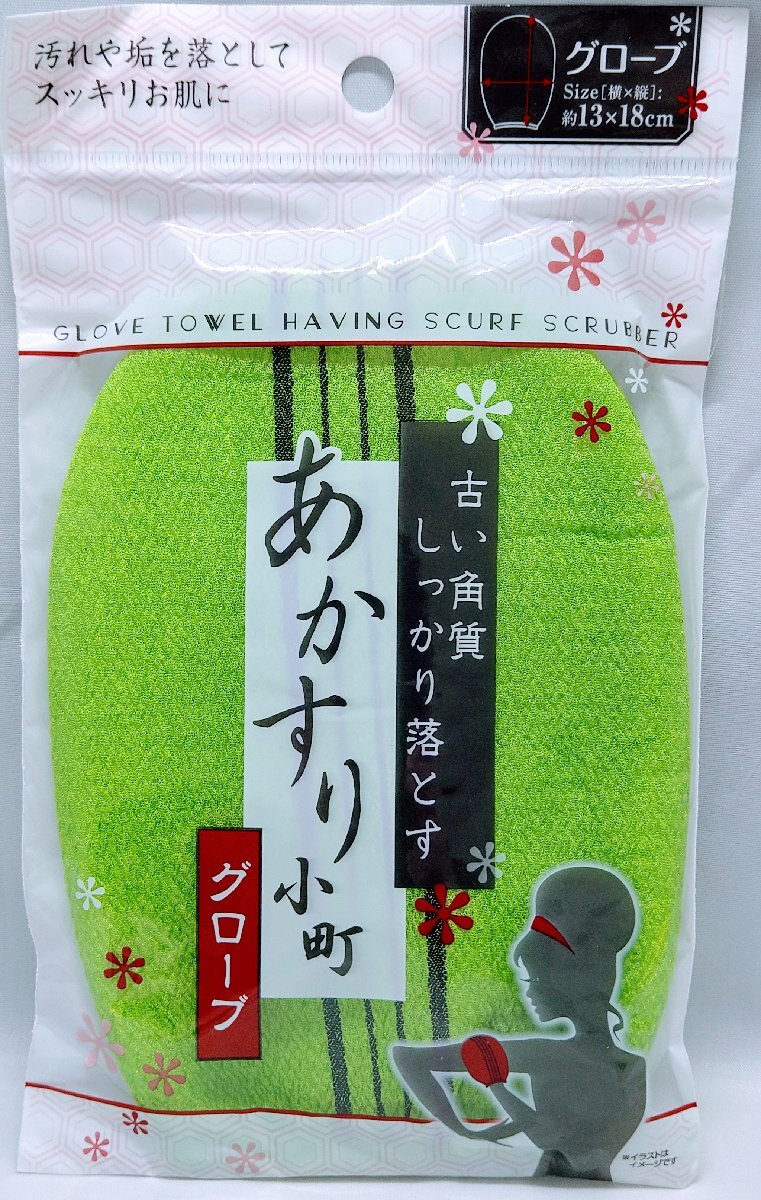 汚れや垢を落として
スッキリお肌に
グローブ
Size[横×縦]:
約13×18cm
GLOVE TOWEL HAVING SCURF SCRUBBER
古い角質
しっかり落とす
あかすり小町
グローブ
※イラストは
イメージです